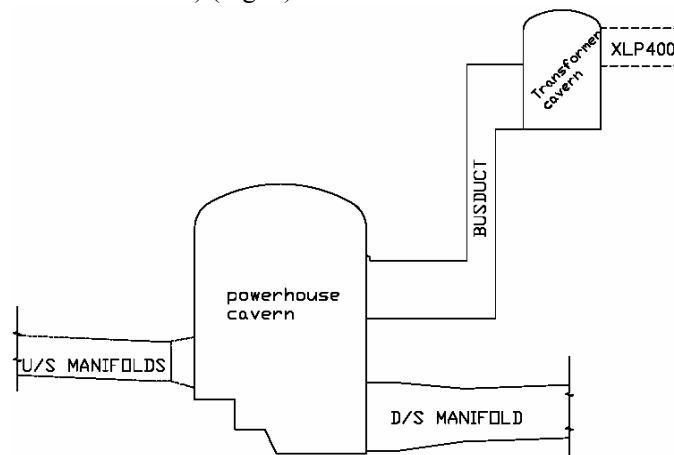 XLP400
Transformer
cavern
BUSDUCT
powerhouse
cavern
U/S MANIFOLDS
D/S MANIFOLD